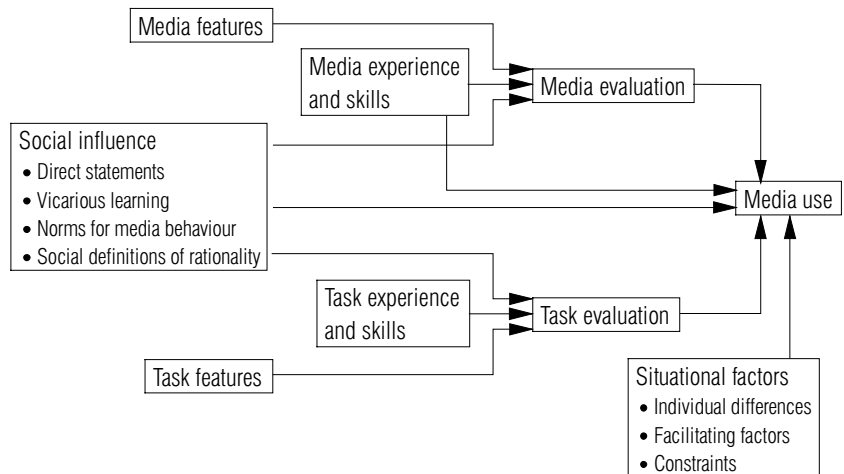 Media features
Media experience
and skills
Media evaluation
Social influence
• Direct statements
• Vicarious learning
• Norms for media behaviour
• Social definitions of rationality
Media use
Task experience
and skills
Task evaluation
Task features
Situational factors
• Individual differences
• Facilitating factors
• Constraints